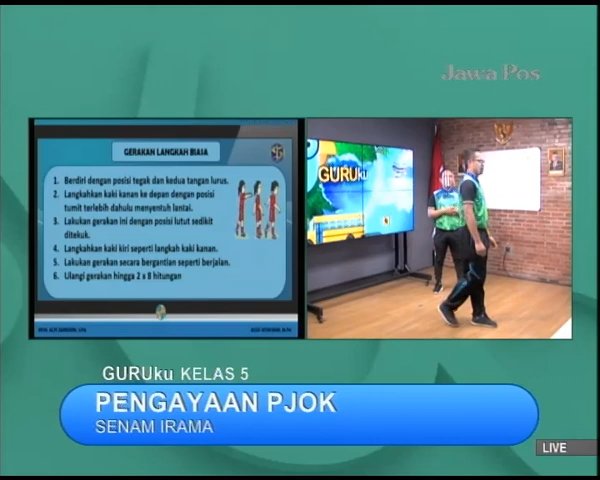 Jawa Pos
GERAKAN LANGKAH BIASA
1. Berdiri dengan posisi tegak dan kedua tangan lurus.
2. Langkahkan kaki kanan ke depan dengan posisi
tumit terlebih dahulu menyentuh lantai.
3. Lakukan gerakan ini dengan posisi lutut sedikit
ditekuk.
4. Langkahkan kaki kiri seperti langkah kaki kanan.
5. Lakukan gerakan secara bergantian seperti berjalan.
6. Ulangi gerakan hingga 2 x 8 hitungan
GURUku
GURUku KELAS 5
PENGAYAAN PJOK
SENAM IRAMA
LIVE